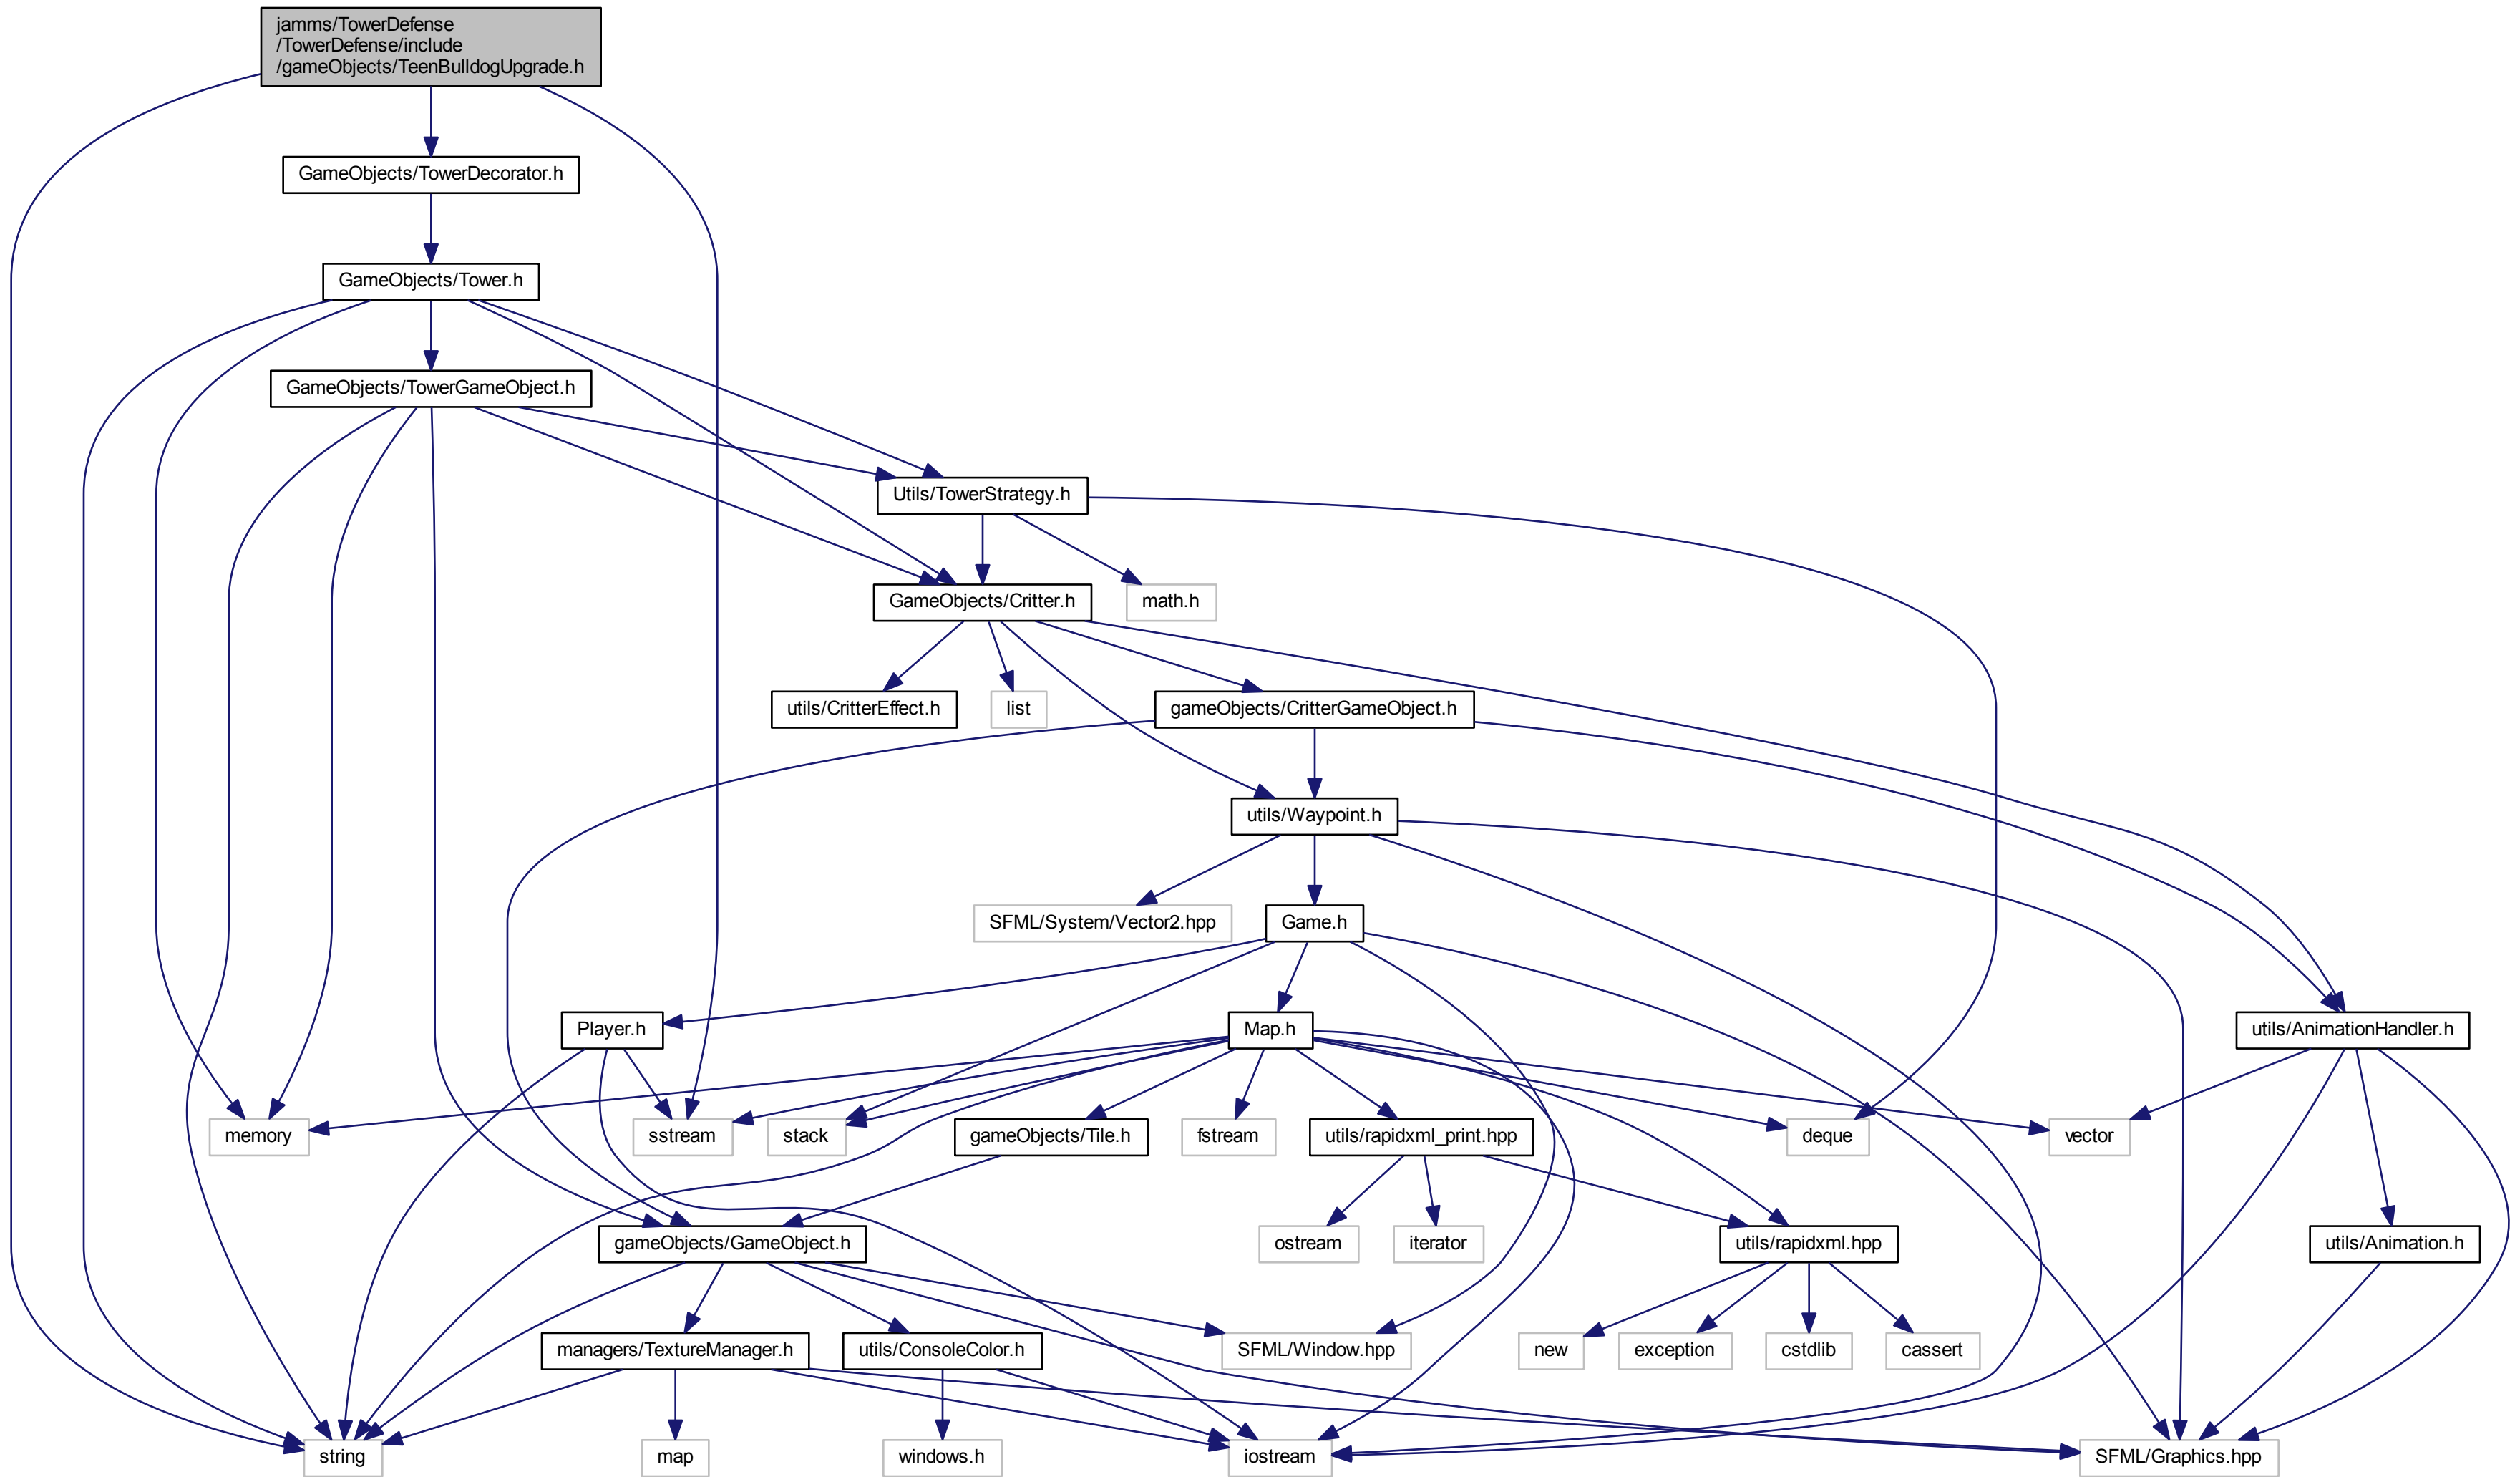 jamms/TowerDefense
/TowerDefense/include
/gameObjects/TeenBulldogUpgrade.h
GameObjects/TowerDecorator.h
GameObjects/Tower.h
GameObjects/TowerGameObject.h
Utils/TowerStrategy.h
GameObjects/Critter.h
math.h
utils/CritterEffect.h
list
gameObjects/CritterGameObject.h
utils/Waypoint.h
SFML/System/Vector2.hpp
Game.h
Player.h
Map.h
utils/AnimationHandler.h
memory
sstream
stack
gameObjects/Tile.h
fstream
utils/rapidxml_print.hpp
deque
vector
gameObjects/GameObject.h
ostream
iterator
utils/rapidxml.hpp
utils/Animation.h
managers/TextureManager.h
utils/ConsoleColor.h
SFML/Window.hpp
new
exception
cstdlib
cassert
string
map
windows.h
iostream
SFML/Graphics.hpp